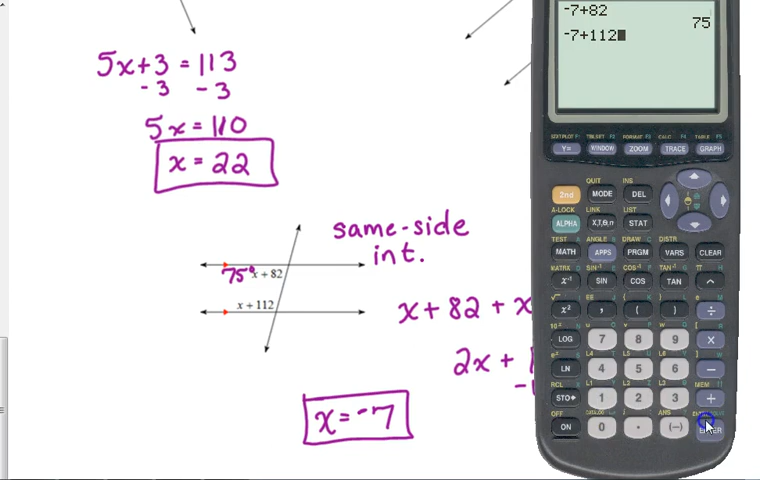 -7+82
75
-7+112
5x+3 = 113
-3 -3
5x = 110
x = 22
same-side
int.
75° x + 82
x + 112
x + 82 + x
2x +
x = -7
STAT PLOT F1 TBLSET F2 FORMAT F3 CALC F4 TABLE F5
Y= WINDOW ZOOM TRACE GRAPH
QUIT INS
2nd MODE DEL
A-LOCK LINK LIST
ALPHA X,T,θ,n STAT
TEST A ANGLE B DRAW C DISTR
MATH APPS PRGM VARS CLEAR
MATRX D SIN⁻¹ E COS⁻¹ F TAN⁻¹ G π H
x⁻¹ SIN COS TAN ^
x² , ( ) ÷
LOG 7 8 9 ×
LN 4 5 6 −
RCL L1 L2 L3 MEM
STO▸ 1 2 3 +
OFF CATALOG i ANS
ON 0 . (−) ENTER